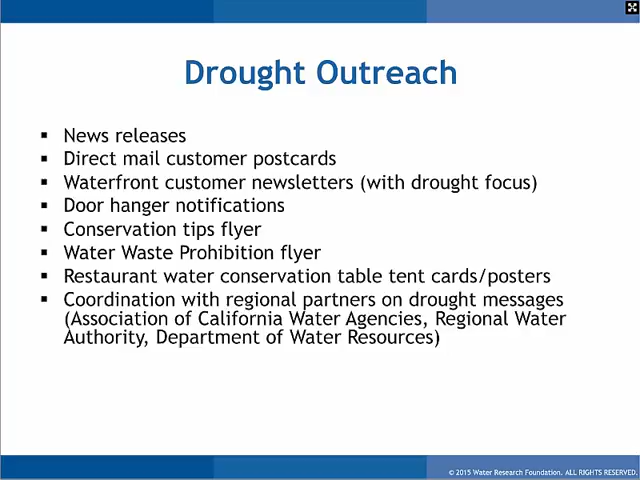 Drought Outreach
▪ News releases
▪ Direct mail customer postcards
▪ Waterfront customer newsletters (with drought focus)
▪ Door hanger notifications
▪ Conservation tips flyer
▪ Water Waste Prohibition flyer
▪ Restaurant water conservation table tent cards/posters
▪ Coordination with regional partners on drought messages
(Association of California Water Agencies, Regional Water
Authority, Department of Water Resources)
© 2015 Water Research Foundation. ALL RIGHTS RESERVED.